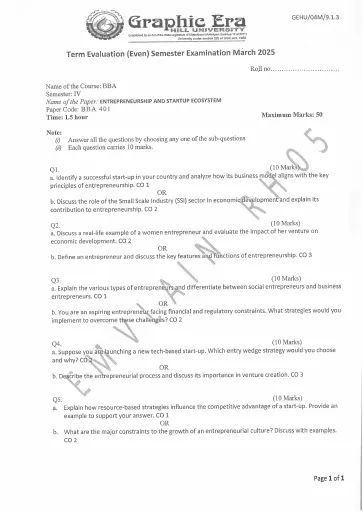 GEHU/04M/9.1.3
Graphic Era
HILL UNIVERSITY
Term Evaluation (Even) Semester Examination March 2025
Roll no..............................
Name of the Course: BBA
Semester: IV
Name of the Paper: ENTREPRENEURSHIP AND STARTUP ECOSYSTEM
Paper Code: BBA 401
Time: 1.5 hour Maximum Marks: 50
Note:
(i) Answer all the questions by choosing any one of the sub-questions
(ii) Each question carries 10 marks.
Q1. (10 Marks)
a. Identify a successful start-up in your country and analyze how its business model aligns with the key
principles of entrepreneurship. CO 1
OR
b. Discuss the role of the Small Scale Industry (SSI) sector in economic development and explain its
contribution to entrepreneurship. CO 2
Q2. (10 Marks)
a. Discuss a real-life example of a women entrepreneur and evaluate the impact of her venture on
economic development. CO 2
OR
b. Define an entrepreneur and discuss the key features and functions of entrepreneurship. CO 3
Q3. (10 Marks)
a. Explain the various types of entrepreneurs and differentiate between social entrepreneurs and business
entrepreneurs. CO 1
OR
b. You are an aspiring entrepreneur facing financial and regulatory constraints. What strategies would you
implement to overcome these challenges? CO 2
Q4. (10 Marks)
a. Suppose you are launching a new tech-based start-up. Which entry wedge strategy would you choose
and why? CO 2
OR
b. Describe the entrepreneurial process and discuss its importance in venture creation. CO 3
Q5. (10 Marks)
a. Explain how resource-based strategies influence the competitive advantage of a start-up. Provide an
example to support your answer. CO 1
OR
b. What are the major constraints to the growth of an entrepreneurial culture? Discuss with examples.
CO 2
Page 1 of 1